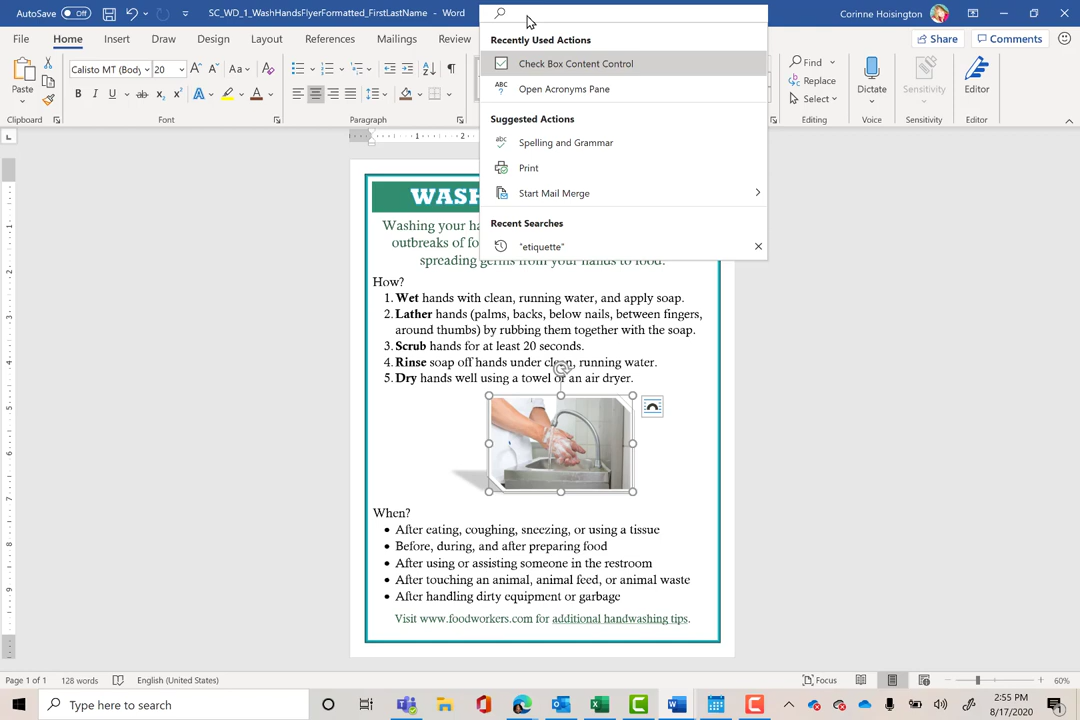 AutoSave Off SC_WD_1_WashHandsFlyerFormatted_FirstLastName - Word Corinne Hoisington
File Home Insert Draw Design Layout References Mailings Review Share Comments
Paste
Calisto MT (Body) 20
Find
Replace
Select
Dictate Sensitivity Editor
Clipboard Font Paragraph Editing Voice Sensitivity Editor
Recently Used Actions
Check Box Content Control
Open Acronyms Pane
Suggested Actions
Spelling and Grammar
Print
Start Mail Merge
Recent Searches
"etiquette"
WASH
Washing your ha
outbreaks of fo
spreading germs from your hands to food.
How?
1. Wet hands with clean, running water, and apply soap.
2. Lather hands (palms, backs, below nails, between fingers,
around thumbs) by rubbing them together with the soap.
3. Scrub hands for at least 20 seconds.
4. Rinse soap off hands under clean, running water.
5. Dry hands well using a towel or an air dryer.
When?
• After eating, coughing, sneezing, or using a tissue
• Before, during, and after preparing food
• After using or assisting someone in the restroom
• After touching an animal, animal feed, or animal waste
• After handling dirty equipment or garbage
Visit www.foodworkers.com for additional handwashing tips.
Page 1 of 1 128 words English (United States) Focus 60%
Type here to search
2:55 PM
8/17/2020